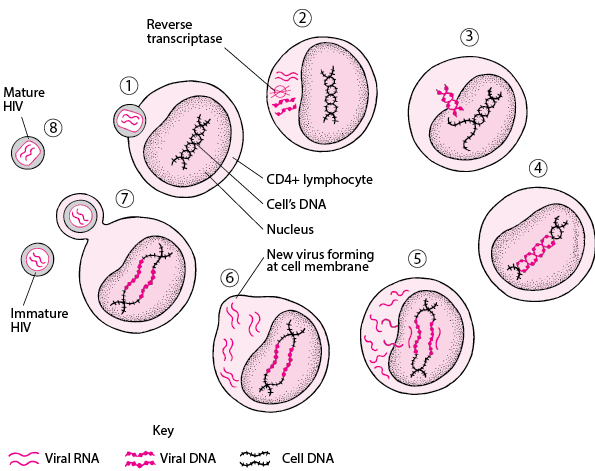 Reverse
transcriptase
②
③
Mature
HIV
①
⑧
④
CD4+ lymphocyte
Cell's DNA
Nucleus
⑦
New virus forming
at cell membrane
⑥
⑤
Immature
HIV
Key
Viral RNA
Viral DNA
Cell DNA